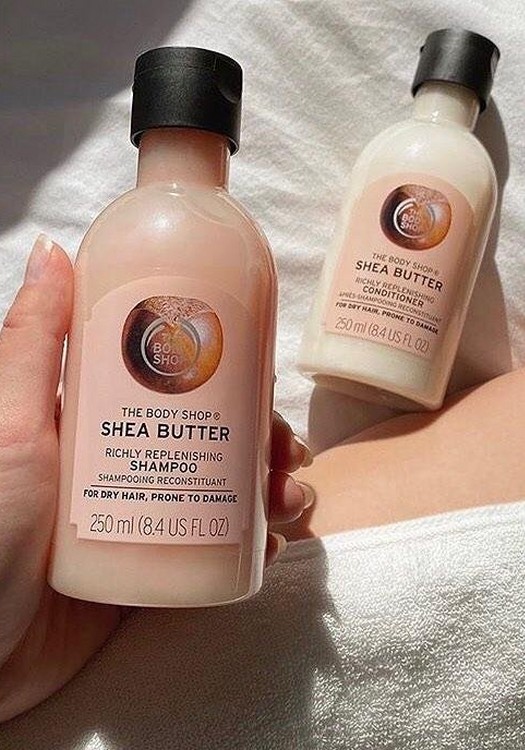 THE
BODY
SHOP
THE BODY SHOP®
SHEA BUTTER
RICHLY REPLENISHING
SHAMPOO
SHAMPOOING RECONSTITUANT
FOR DRY HAIR, PRONE TO DAMAGE
250 ml (8.4 US FL OZ)
THE
BODY
SHOP
THE BODY SHOP®
SHEA BUTTER
RICHLY REPLENISHING
CONDITIONER
APRÈS-SHAMPOOING RECONSTITUANT
FOR DRY HAIR, PRONE TO DAMAGE
250 ml (8.4 US FL OZ)